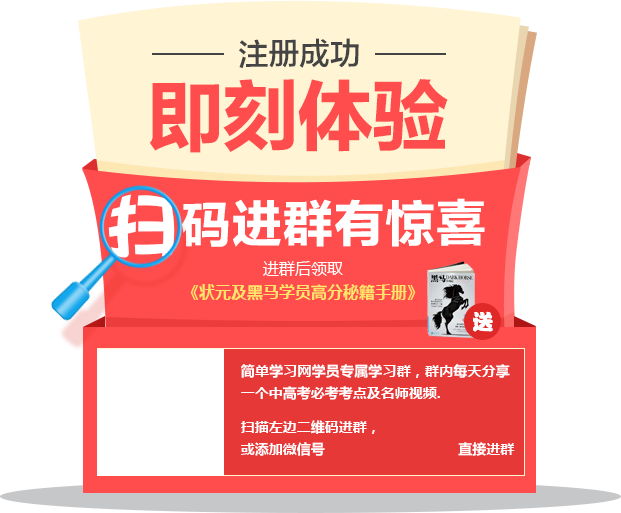 注册成功
即刻体验
扫码进群有惊喜
进群后领取
《状元及黑马学员高分秘籍手册》
黑马 DARK HORSE
送
简单学习网学员专属学习群，群内每天分享
一个中高考必考考点及名师视频.
扫描左边二维码进群，
或添加微信号 直接进群